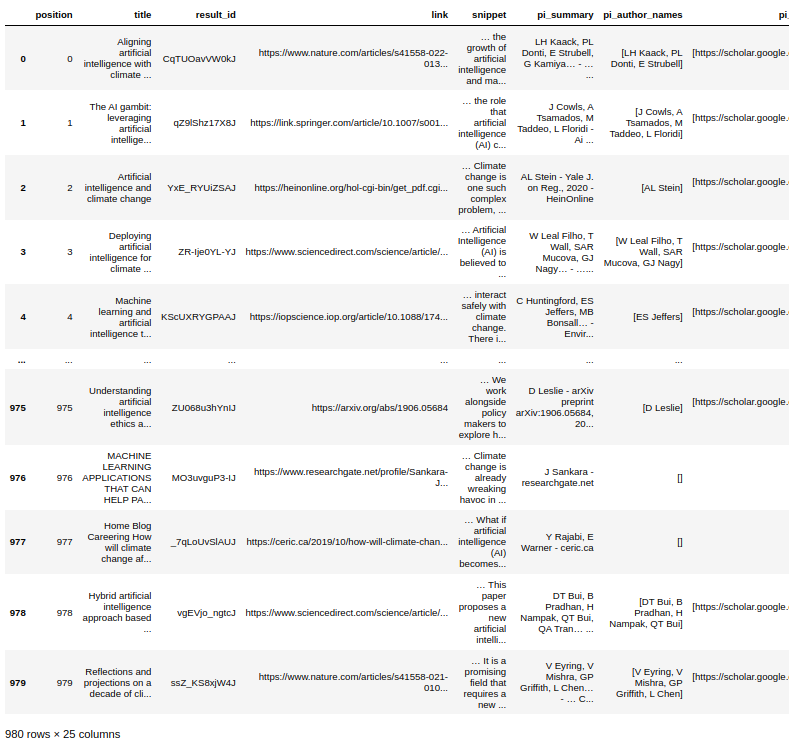 position title result_id link snippet pi_summary pi_author_names pi_
Aligning
artificial
intelligence with
climate ...
0 0 CqTUOavVW0kJ
https://www.nature.com/articles/s41558-022-
013...
… the
growth of
artificial
intelligence
and ma...
LH Kaack, PL
Donti, E Strubell,
G Kamiya… - …
...
[LH Kaack, PL
Donti, E Strubell]
[https://scholar.google.
The AI gambit:
leveraging
artificial
intellige...
1 1 qZ9lShz17X8J
https://link.springer.com/article/10.1007/s001...
… the role
that
artificial
intelligence
(AI) c...
J Cowls, A
Tsamados, M
Taddeo, L Floridi -
Ai ...
[J Cowls, A
Tsamados, M
Taddeo, L Floridi]
[https://scholar.google.
2 2
Artificial
intelligence and
climate change
YxE_RYUiZSAJ
https://heinonline.org/hol-cgi-bin/get_pdf.cgi...
… Climate
change is
one such
complex
problem, ...
AL Stein - Yale J.
on Reg., 2020 -
HeinOnline
[AL Stein]
[https://scholar.google.
3 3
Deploying
artificial
intelligence for
climate ...
ZR-Ije0YL-YJ
https://www.sciencedirect.com/science/article/...
… Artificial
Intelligence
(AI) is
believed to
...
W Leal Filho, T
Wall, SAR
Mucova, GJ
Nagy… - …...
[W Leal Filho, T
Wall, SAR
Mucova, GJ Nagy]
[https://scholar.google.
4 4
Machine
learning and
artificial
intelligence t...
KScUXRYGPAAJ
https://iopscience.iop.org/article/10.1088/174...
… interact
safely with
climate
change.
There i...
C Huntingford, ES
Jeffers, MB
Bonsall… -
Envir...
[ES Jeffers]
[https://scholar.google.
... ... ... ... ... ... ... ...
975 975
Understanding
artificial
intelligence
ethics a...
ZU068u3hYnIJ
https://arxiv.org/abs/1906.05684
… We
work
alongside
policy
makers to
explore h...
D Leslie - arXiv
preprint
arXiv:1906.05684,
20...
[D Leslie]
[https://scholar.google.
976 976
MACHINE
LEARNING
APPLICATIONS
THAT CAN
HELP PA...
MO3uvguP3-IJ
https://www.researchgate.net/profile/Sankara-
J...
… Climate
change is
already
wreaking
havoc in ...
J Sankara -
researchgate.net
[]
977 977
Home Blog
Careering How
will climate
change af...
_7qLoUvSlAUJ
https://ceric.ca/2019/10/how-will-climate-chan...
… What if
artificial
intelligence
(AI)
becomes...
Y Rajabi, E
Warner - ceric.ca
[]
978 978
Hybrid artificial
intelligence
approach based
...
vgEVjo_ngtcJ
https://www.sciencedirect.com/science/article/...
… This
paper
proposes a
new
artificial
intelli...
DT Bui, B
Pradhan, H
Nampak, QT Bui,
QA Tran… ...
[DT Bui, B
Pradhan, H
Nampak, QT Bui]
[https://scholar.google.
979 979
Reflections and
projections on a
decade of cli...
ssZ_KS8xjW4J
https://www.nature.com/articles/s41558-021-
010...
… It is a
promising
field that
requires a
new ...
V Eyring, V
Mishra, GP
Griffith, L Chen…
- … C...
[V Eyring, V
Mishra, GP
Griffith, L Chen]
[https://scholar.google.
980 rows × 25 columns